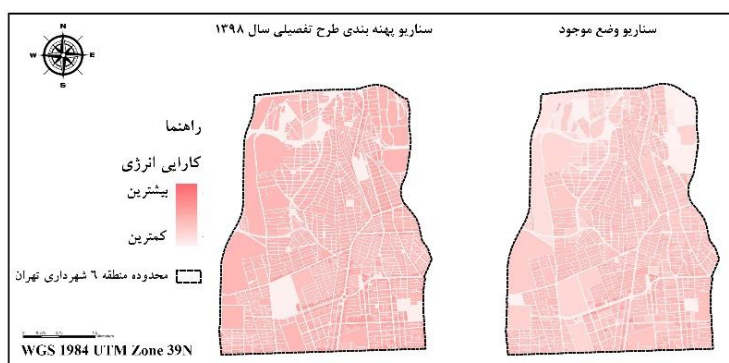 سناریو وضع موجود
سناریو پهنه بندی طرح تفصیلی سال ۱۳۹۸
N
W E
S
راهنما
کارایی انرژی
بیشترین
کمترین
محدوده منطقه ٦ شهرداری تهران
WGS 1984 UTM Zone 39N